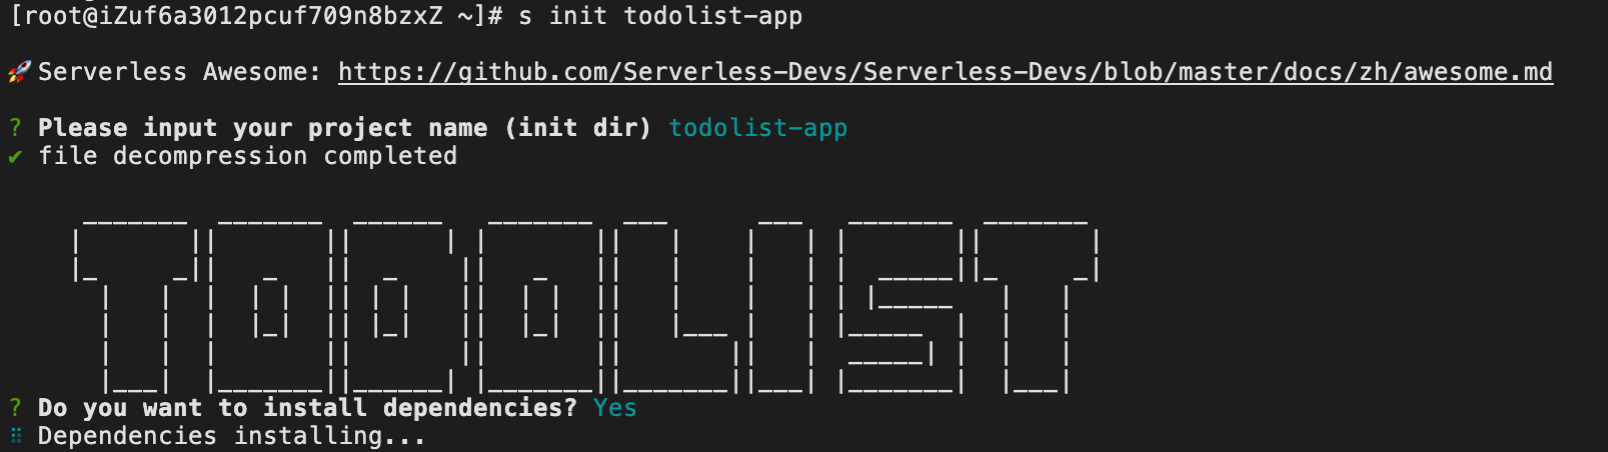 [root@iZuf6a3012pcuf709n8bzxZ ~]# s init todolist-app
🚀 Serverless Awesome: https://github.com/Serverless-Devs/Serverless-Devs/blob/master/docs/zh/awesome.md
? Please input your project name (init dir) todolist-app
✔ file decompression completed
TODOLIST
? Do you want to install dependencies? Yes
⠿ Dependencies installing...